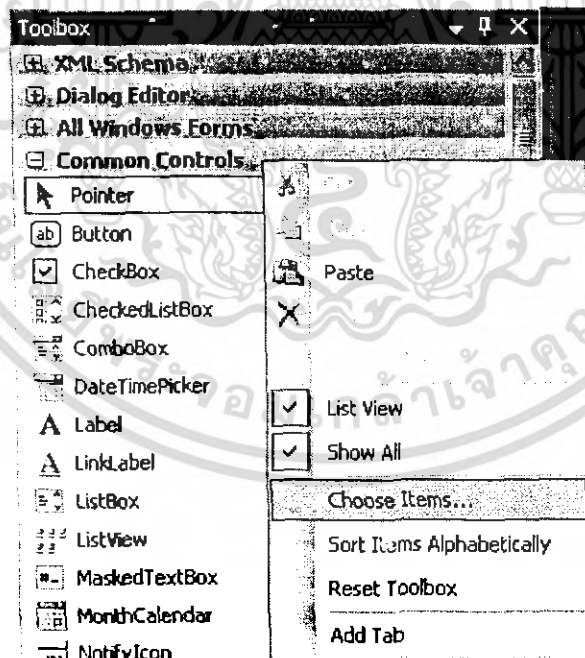 Toolbox
XML Schema
Dialog Editor
All Windows Forms
Common Controls
Pointer
Button
CheckBox
CheckedListBox
ComboBox
DateTimePicker
Label
LinkLabel
ListBox
ListView
MaskedTextBox
MonthCalendar
NotifyIcon
Paste
List View
Show All
Choose Items...
Sort Items Alphabetically
Reset Toolbox
Add Tab